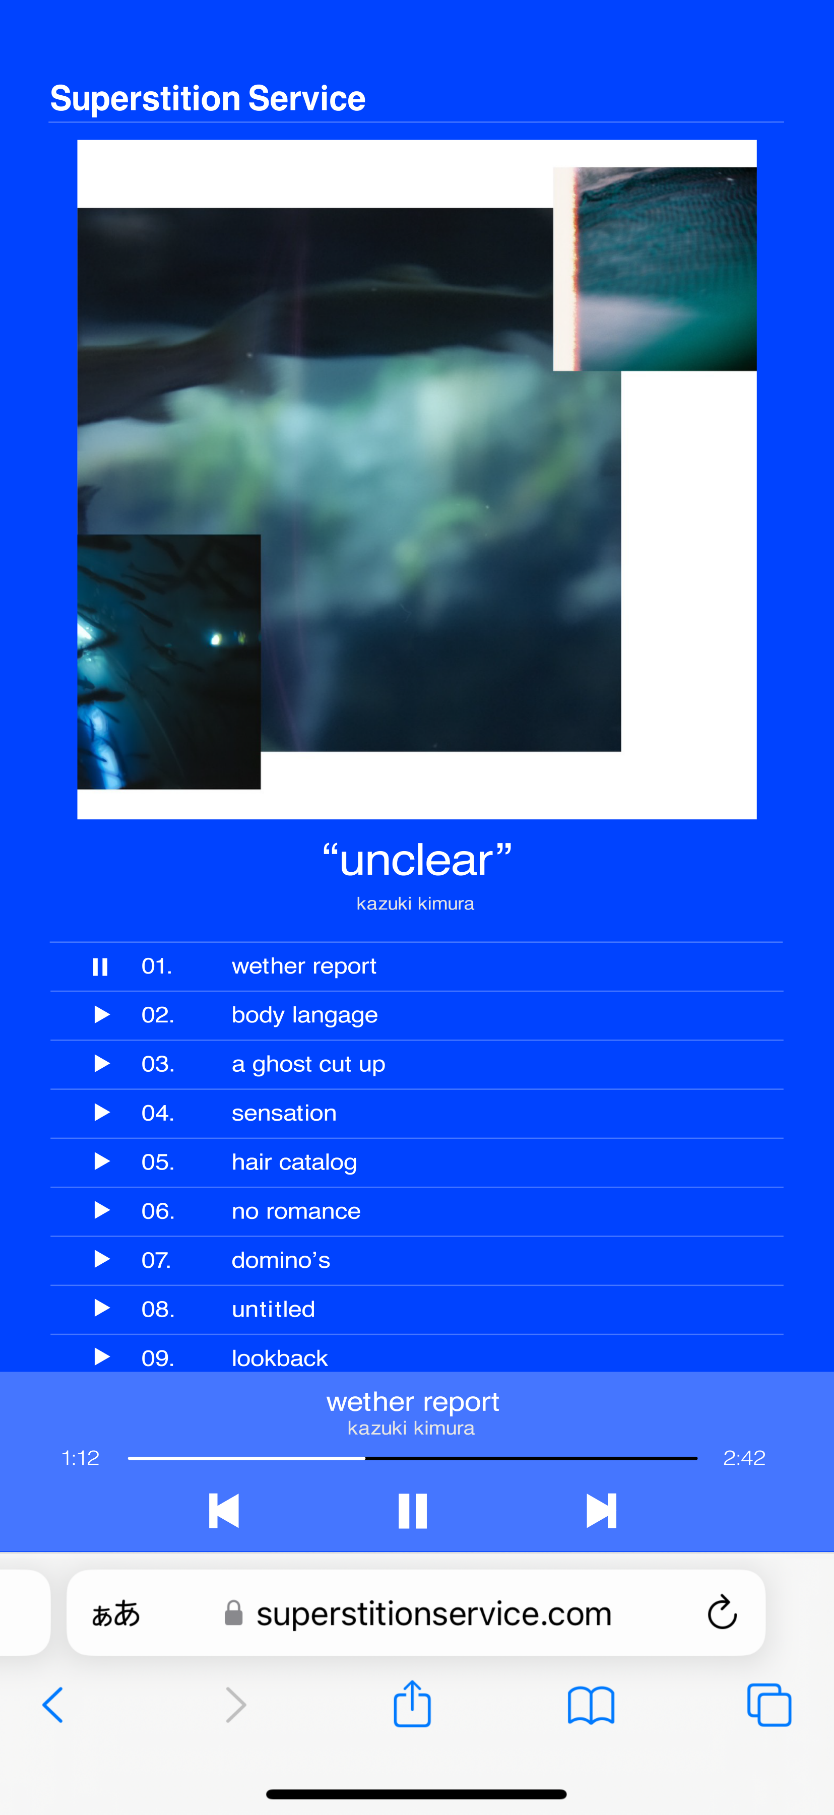 Superstition Service
“unclear”
kazuki kimura
01. wether report
02. body langage
03. a ghost cut up
04. sensation
05. hair catalog
06. no romance
07. domino’s
08. untitled
09. lookback
wether report
kazuki kimura
1:12 2:42
ぁあ superstitionservice.com